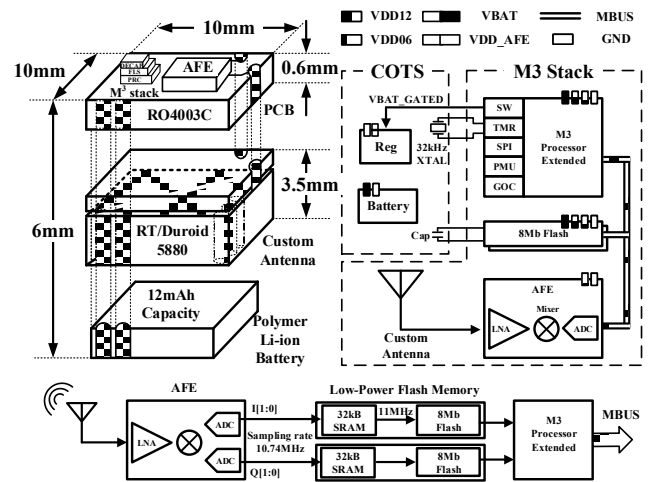 10mm
10mm
0.6mm
DECAP
FLS
PRC
AFE
M³ stack
RO4003C
PCB
3.5mm
6mm
RT/Duroid
5880
Custom
Antenna
12mAh
Capacity
Polymer
Li-ion
Battery
VDD12
VBAT
MBUS
VDD06
VDD_AFE
GND
COTS
M3 Stack
VBAT_GATED
Reg
32kHz
XTAL
Battery
Cap
SW
TMR
SPI
PMU
GOC
M3
Processor
Extended
8Mb Flash
AFE
Mixer
LNA
ADC
Custom
Antenna
AFE
LNA
ADC
ADC
I[1:0]
Sampling rate
10.74MHz
Q[1:0]
Low-Power Flash Memory
32kB
SRAM
11MHz
8Mb
Flash
32kB
SRAM
8Mb
Flash
M3
Processor
Extended
MBUS